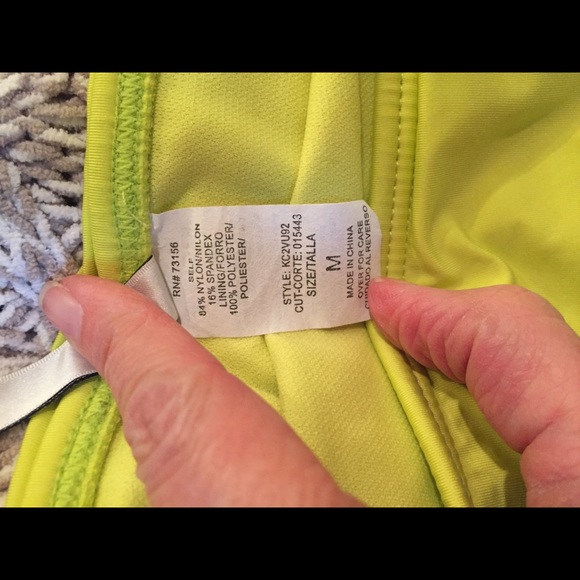 RN# 73156
SELF
84% NYLON/NILON
16% SPANDEX
LINING/FORRO
100% POLYESTER/
POLIESTER/
STYLE: KC2VU92
CUT-CORTE: 015443
SIZE/TALLA
M
MADE IN CHINA
OVER FOR CARE
CUIDADO AL REVERSO